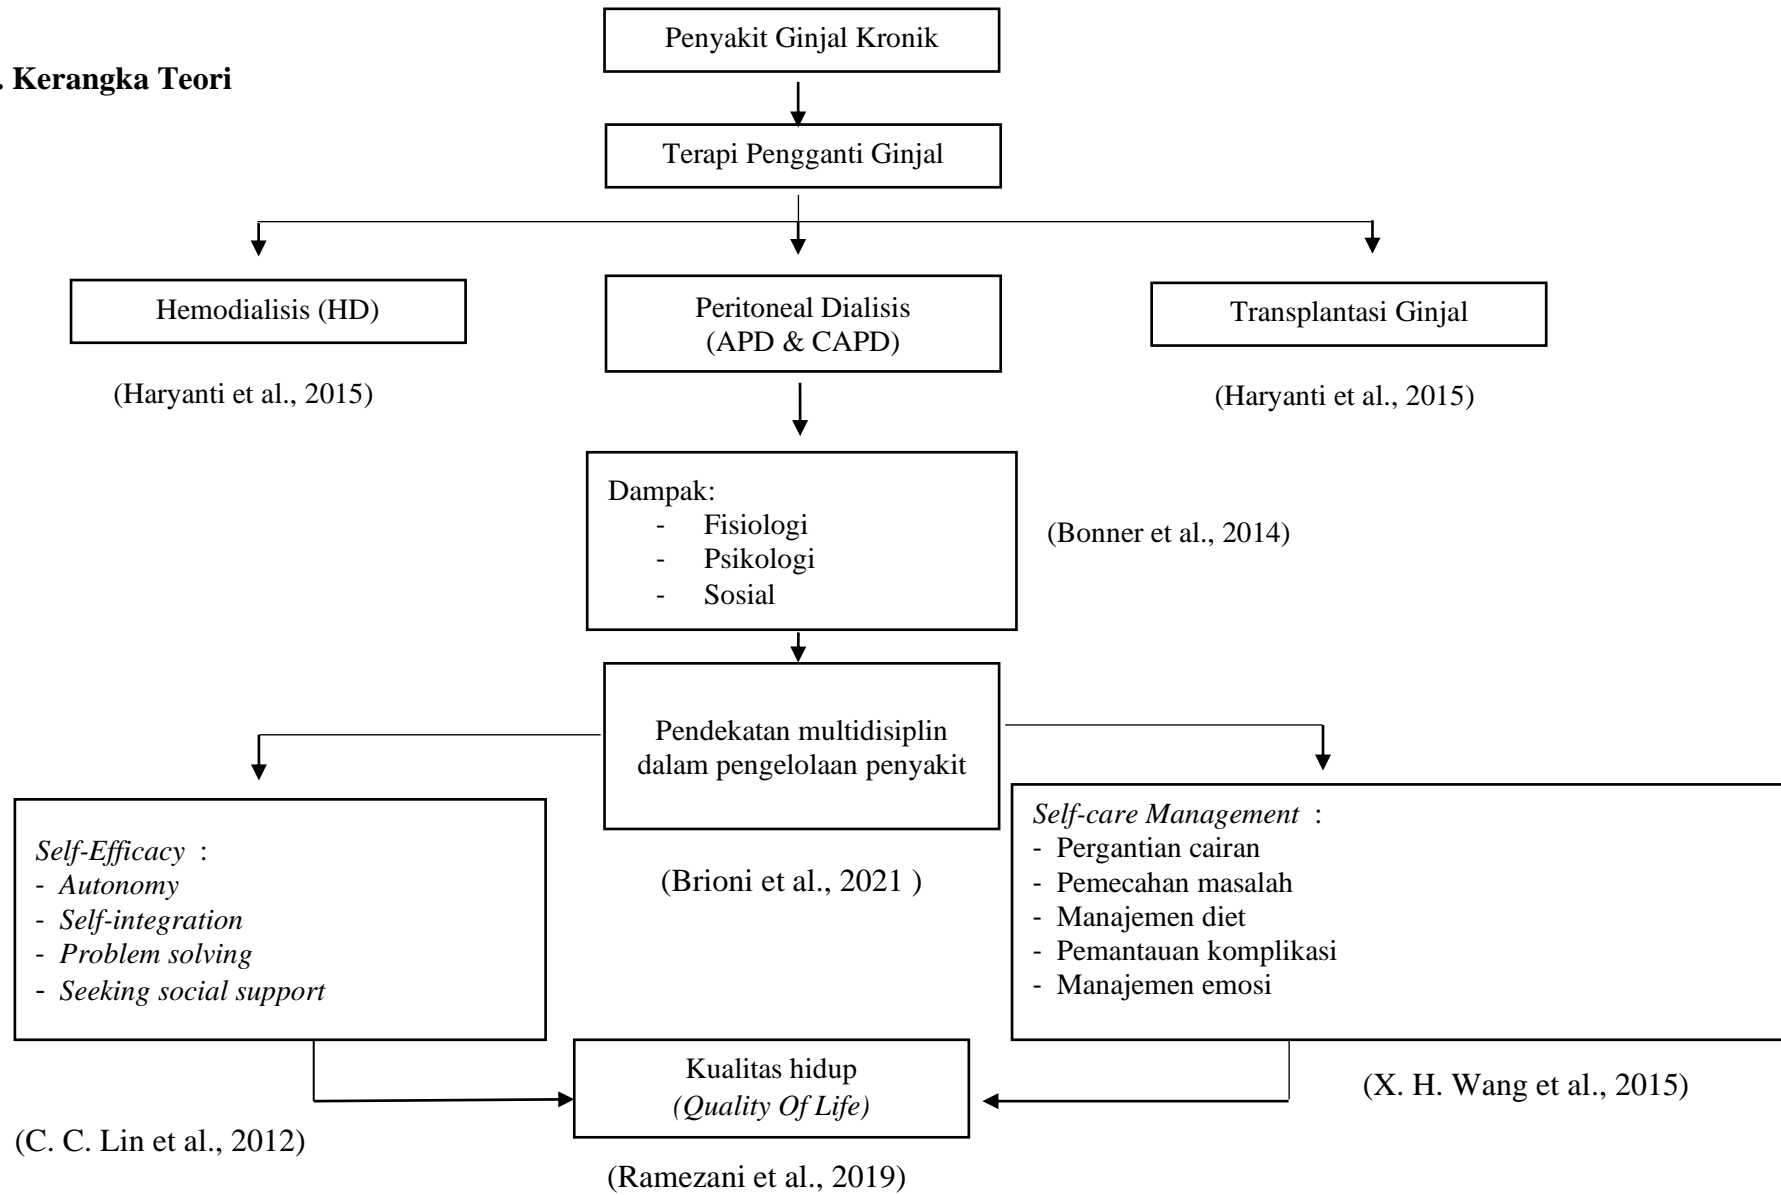 Penyakit Ginjal Kronik
. Kerangka Teori
Terapi Pengganti Ginjal
Hemodialisis (HD)
Peritoneal Dialisis
(APD & CAPD)
Transplantasi Ginjal
(Haryanti et al., 2015)
(Haryanti et al., 2015)
Dampak:
- Fisiologi
- Psikologi
- Sosial
(Bonner et al., 2014)
Pendekatan multidisiplin
dalam pengelolaan penyakit
(Brioni et al., 2021 )
Self-Efficacy :
- Autonomy
- Self-integration
- Problem solving
- Seeking social support
Self-care Management :
- Pergantian cairan
- Pemecahan masalah
- Manajemen diet
- Pemantauan komplikasi
- Manajemen emosi
Kualitas hidup
(Quality Of Life)
(X. H. Wang et al., 2015)
(C. C. Lin et al., 2012)
(Ramezani et al., 2019)